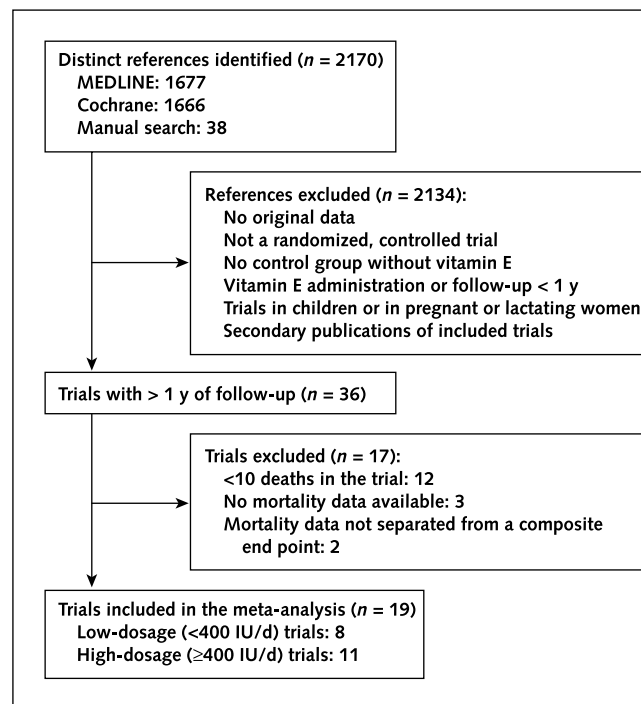 Distinct references identified (n = 2170)
MEDLINE: 1677
Cochrane: 1666
Manual search: 38
References excluded (n = 2134):
No original data
Not a randomized, controlled trial
No control group without vitamin E
Vitamin E administration or follow-up < 1 y
Trials in children or in pregnant or lactating women
Secondary publications of included trials
Trials with > 1 y of follow-up (n = 36)
Trials excluded (n = 17):
<10 deaths in the trial: 12
No mortality data available: 3
Mortality data not separated from a composite
end point: 2
Trials included in the meta-analysis (n = 19)
Low-dosage (<400 IU/d) trials: 8
High-dosage (≥400 IU/d) trials: 11